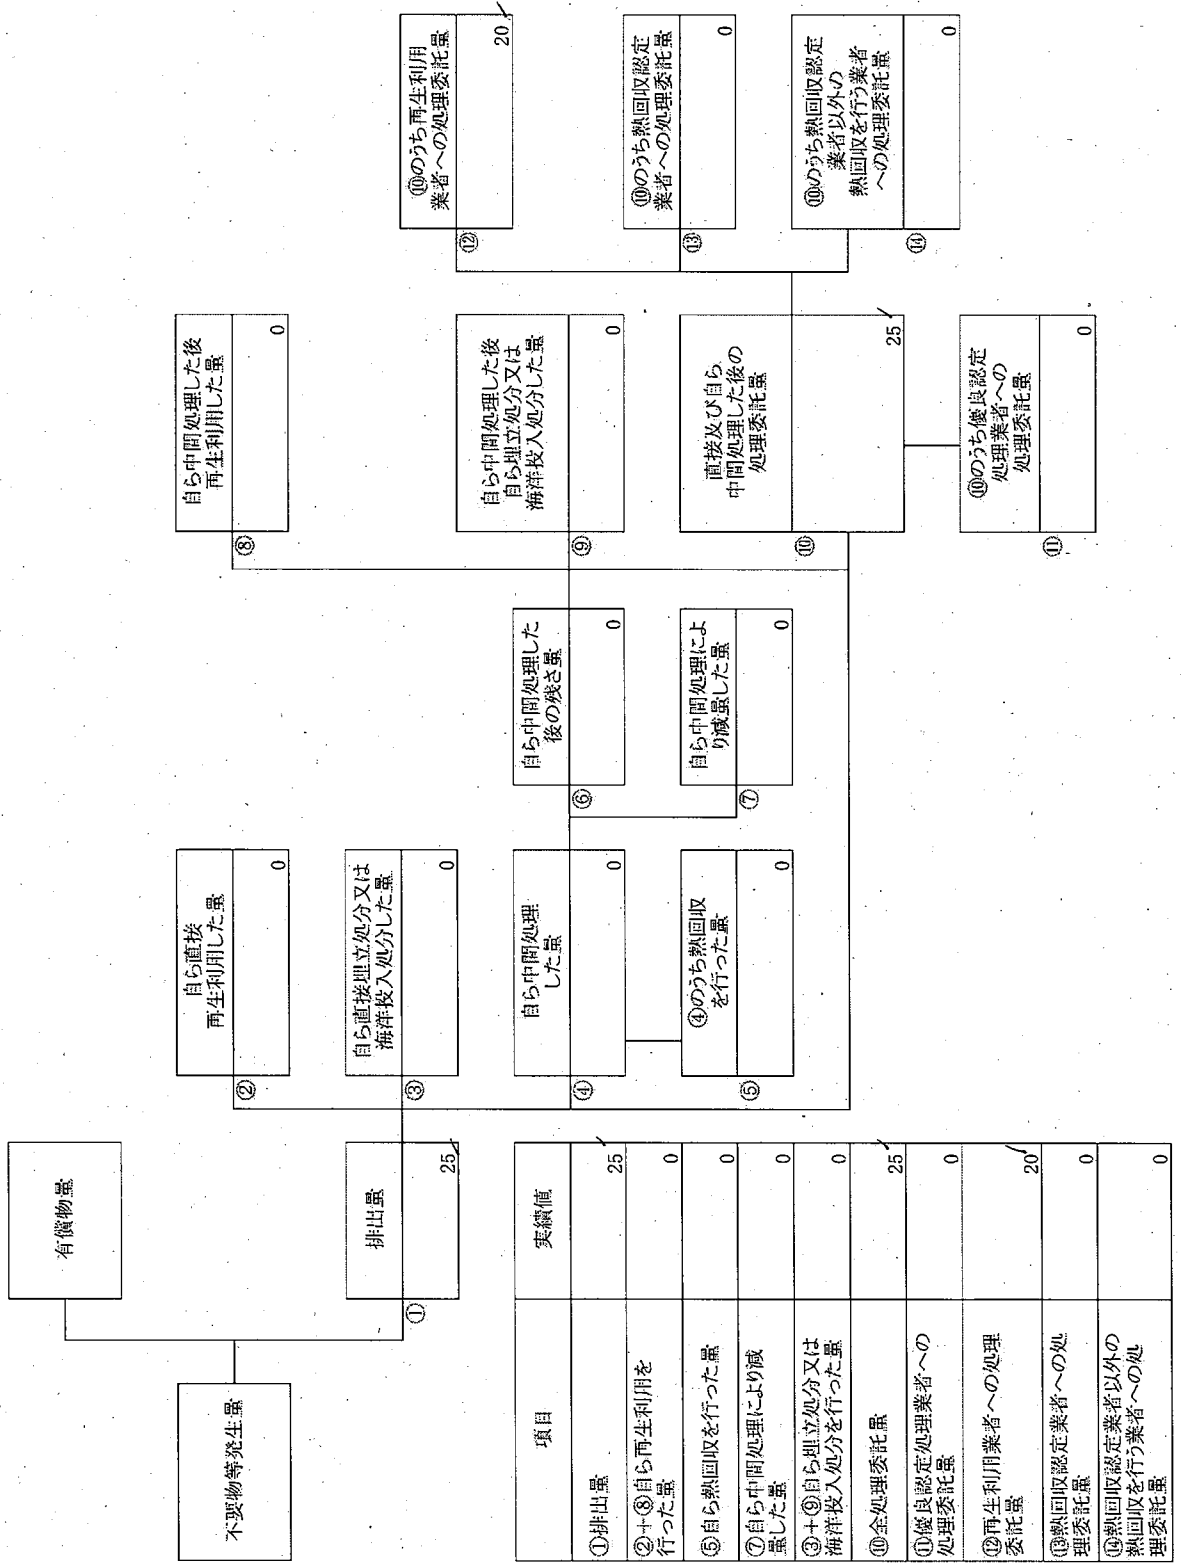 不要物等発生量
有償物量
①
排出量
25
②
自ら直接
再生利用した量
0
③
自ら直接埋立処分又は
海洋投入処分した量
0
④
自ら中間処理
した量
0
⑤
④のうち熱回収
を行った量
0
⑥
自ら中間処理した
後の残さ量
0
⑦
自ら中間処理によ
り減量した量
0
⑧
自ら中間処理した後
再生利用した量
0
⑨
自ら中間処理した後
自ら埋立処分又は
海洋投入処分した量
0
⑩
直接及び自ら
中間処理した後の
処理委託量
25
⑪
⑩のうち優良認定
処理業者への
処理委託量
0
⑫
⑩のうち再生利用
業者への処理委託量
20
⑬
⑩のうち熱回収認定
業者への処理委託量
0
⑭
⑩のうち熱回収認定
業者以外の
熱回収を行う業者
への処理委託量
0
項目 実績値
①排出量 25
②+⑧自ら再生利用を
行った量 0
⑤自ら熱回収を行った量 0
⑦自ら中間処理により減
量した量 0
③+⑨自ら埋立処分又は
海洋投入処分を行った量 0
⑩全処理委託量 25
⑪優良認定処理業者への
処理委託量 0
⑫再生利用業者への処理
委託量 20
⑬熱回収認定業者への処
理委託量 0
⑭熱回収認定業者以外の
熱回収を行う業者への処
理委託量 0